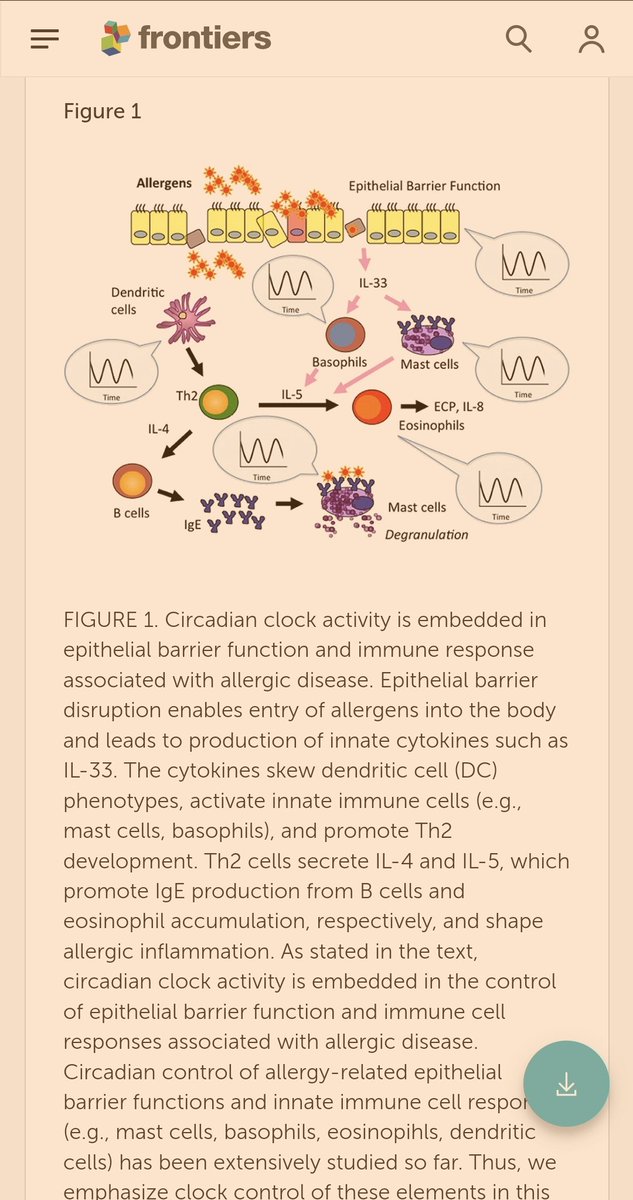 frontiers
Figure 1
Allergens
Epithelial Barrier Function
Time
IL-33
Time
Dendritic
cells
Basophils
Mast cells
Time
Time
Th2
IL-5
ECP, IL-8
Eosinophils
IL-4
Time
B cells
IgE
Mast cells
Degranulation
Time
FIGURE 1. Circadian clock activity is embedded in
epithelial barrier function and immune response
associated with allergic disease. Epithelial barrier
disruption enables entry of allergens into the body
and leads to production of innate cytokines such as
IL-33. The cytokines skew dendritic cell (DC)
phenotypes, activate innate immune cells (e.g.,
mast cells, basophils), and promote Th2
development. Th2 cells secrete IL-4 and IL-5, which
promote IgE production from B cells and
eosinophil accumulation, respectively, and shape
allergic inflammation. As stated in the text,
circadian clock activity is embedded in the control
of epithelial barrier function and immune cell
responses associated with allergic disease.
Circadian control of allergy-related epithelial
barrier functions and innate immune cell
(e.g., mast cells, basophils, eosinopihls, dendritic
cells) has been extensively studied so far. Thus, we
emphasize clock control of these elements in this